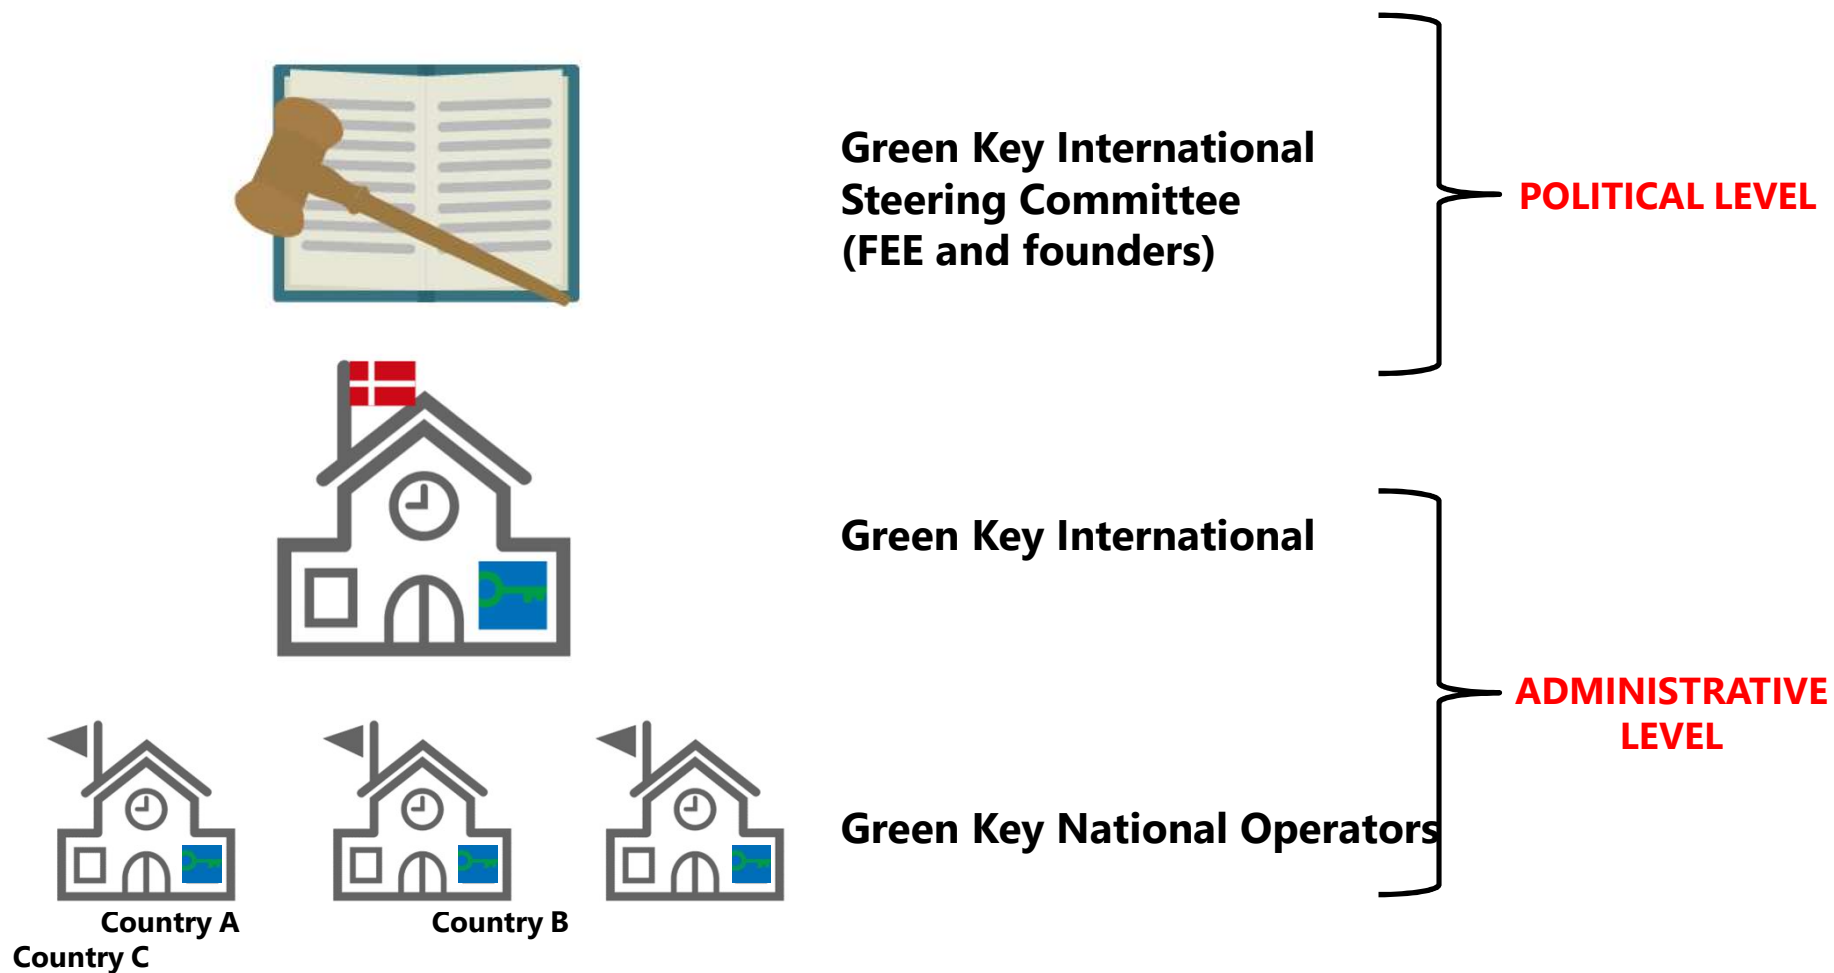 Green Key International
Steering Committee
(FEE and founders)
POLITICAL LEVEL
Green Key International
ADMINISTRATIVE
LEVEL
Green Key National Operators
Country A Country B
Country C